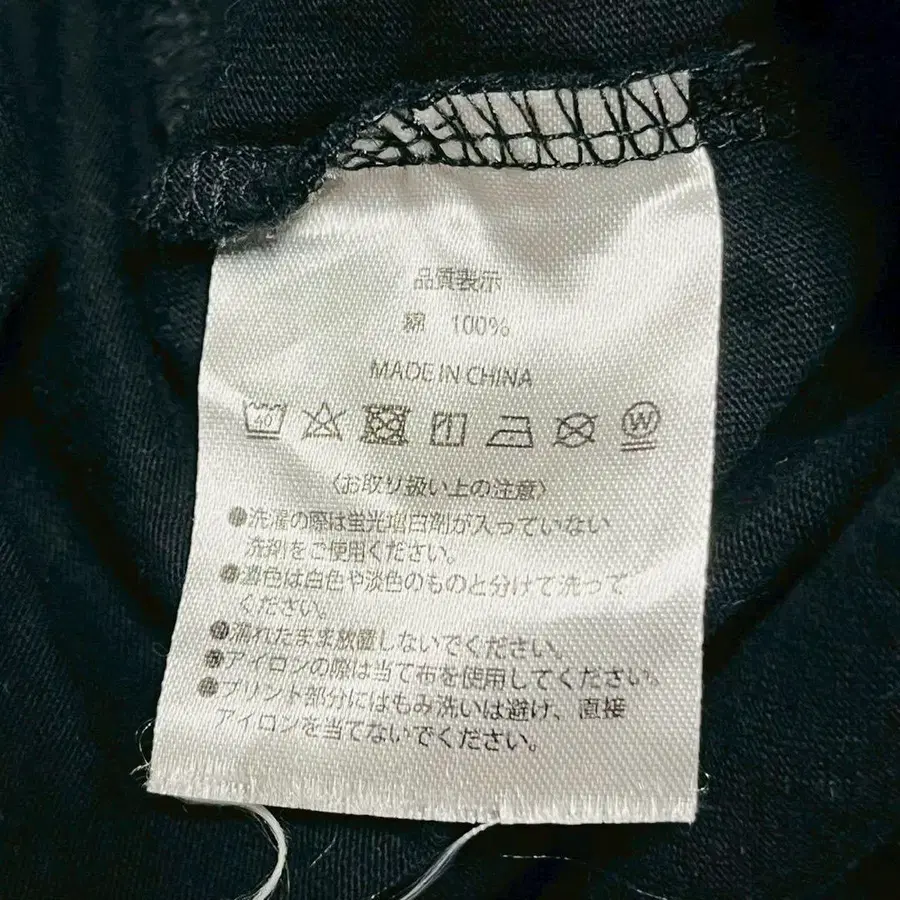 品質表示
綿 100%
MADE IN CHINA
40
W
〈お取り扱い上の注意〉
●洗濯の際は蛍光増白剤が入っていない
洗剤をご使用ください。
●濃色は白色や淡色のものと分けて洗って
ください。
●濡れたまま放置しないでください。
●アイロンの際は当て布を使用してください。
●プリント部分にはもみ洗いは避け、直接
アイロンを当てないでください。